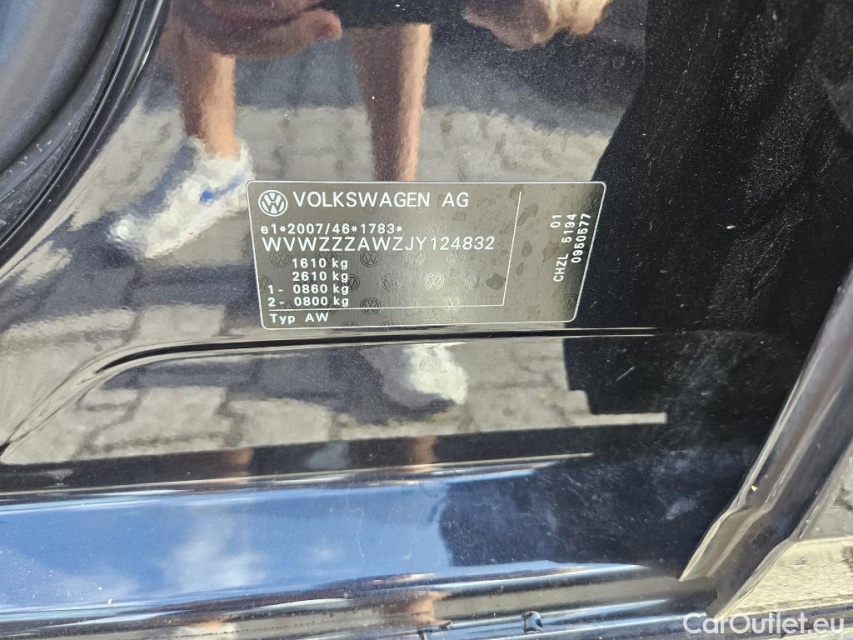 VOLKSWAGEN AG
e1*2007/46*1783*
WVWZZZAWZJY124832
1610 kg
2610 kg
1- 0860 kg
2- 0800 kg
Typ AW
01
CHZL 5194
0950577
CarOutlet.eu